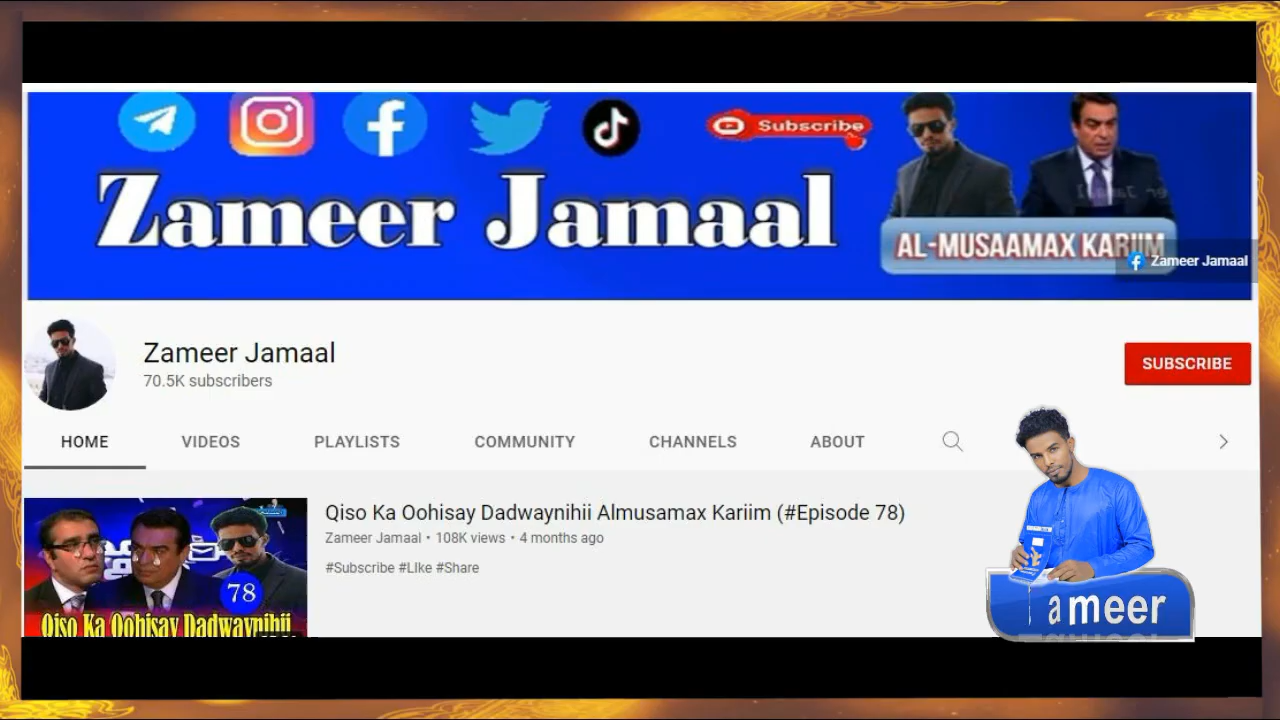 Subscribe
Zameer Jamaal
AL-MUSAAMAX KARIIM
Zameer Jamaal
Zameer Jamaal
70.5K subscribers
SUBSCRIBE
HOME VIDEOS PLAYLISTS COMMUNITY CHANNELS ABOUT
Qiso Ka Oohisay Dadwaynihii Almusamax Kariim (#Episode 78)
Zameer Jamaal • 108K views • 4 months ago
#Subscribe #LIke #Share
78
Qiso Ka Oohisay Dadwaynihii
ameer